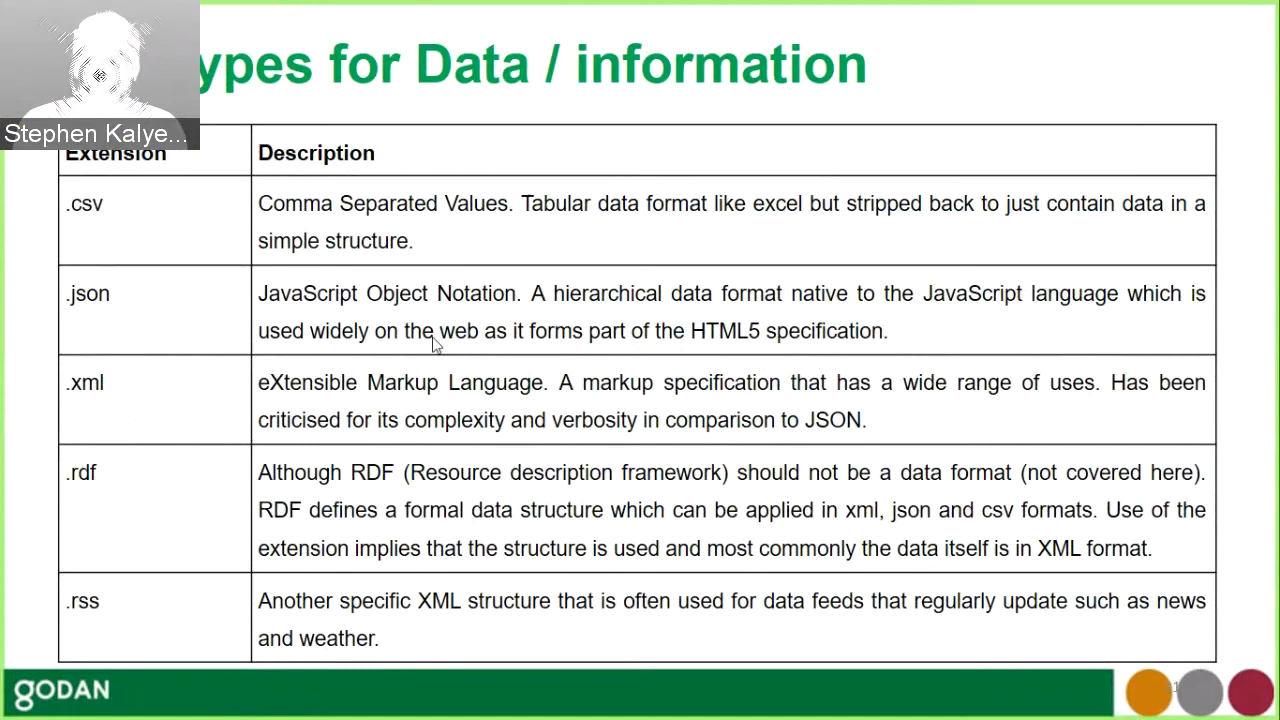 ypes for Data / information
Stephen Kalye...
Extension
Description
.csv
Comma Separated Values. Tabular data format like excel but stripped back to just contain data in a
simple structure.
.json
JavaScript Object Notation. A hierarchical data format native to the JavaScript language which is
used widely on the web as it forms part of the HTML5 specification.
.xml
eXtensible Markup Language. A markup specification that has a wide range of uses. Has been
criticised for its complexity and verbosity in comparison to JSON.
.rdf
Although RDF (Resource description framework) should not be a data format (not covered here).
RDF defines a formal data structure which can be applied in xml, json and csv formats. Use of the
extension implies that the structure is used and most commonly the data itself is in XML format.
.rss
Another specific XML structure that is often used for data feeds that regularly update such as news
and weather.
GODAN